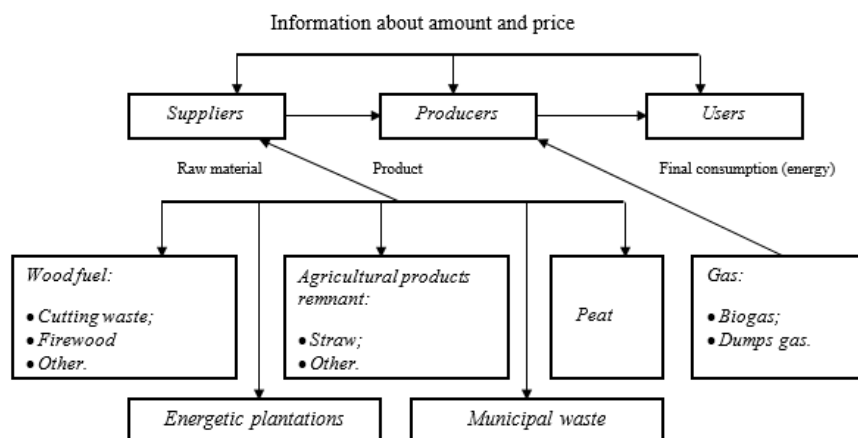 Information about amount and price
Suppliers
Producers
Users
Raw material
Product
Final consumption (energy)
Wood fuel:
• Cutting waste;
• Firewood
• Other.
Agricultural products
remnant:
• Straw;
• Other.
Peat
Gas:
• Biogas;
• Dumps gas.
Energetic plantations
Municipal waste